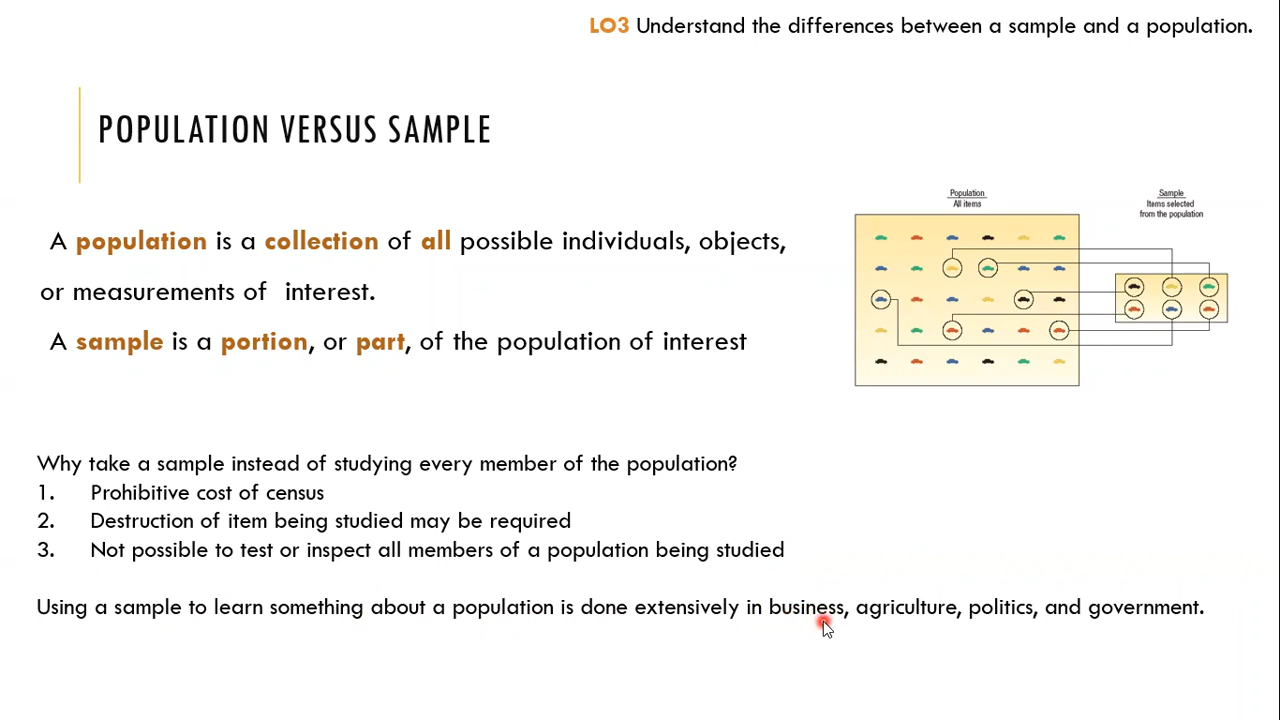 LO3 Understand the differences between a sample and a population.
POPULATION VERSUS SAMPLE
A population is a collection of all possible individuals, objects,
or measurements of interest.
A sample is a portion, or part, of the population of interest
Population
All items
Sample
Items selected
from the population
Why take a sample instead of studying every member of the population?
1. Prohibitive cost of census
2. Destruction of item being studied may be required
3. Not possible to test or inspect all members of a population being studied
Using a sample to learn something about a population is done extensively in business, agriculture, politics, and government.